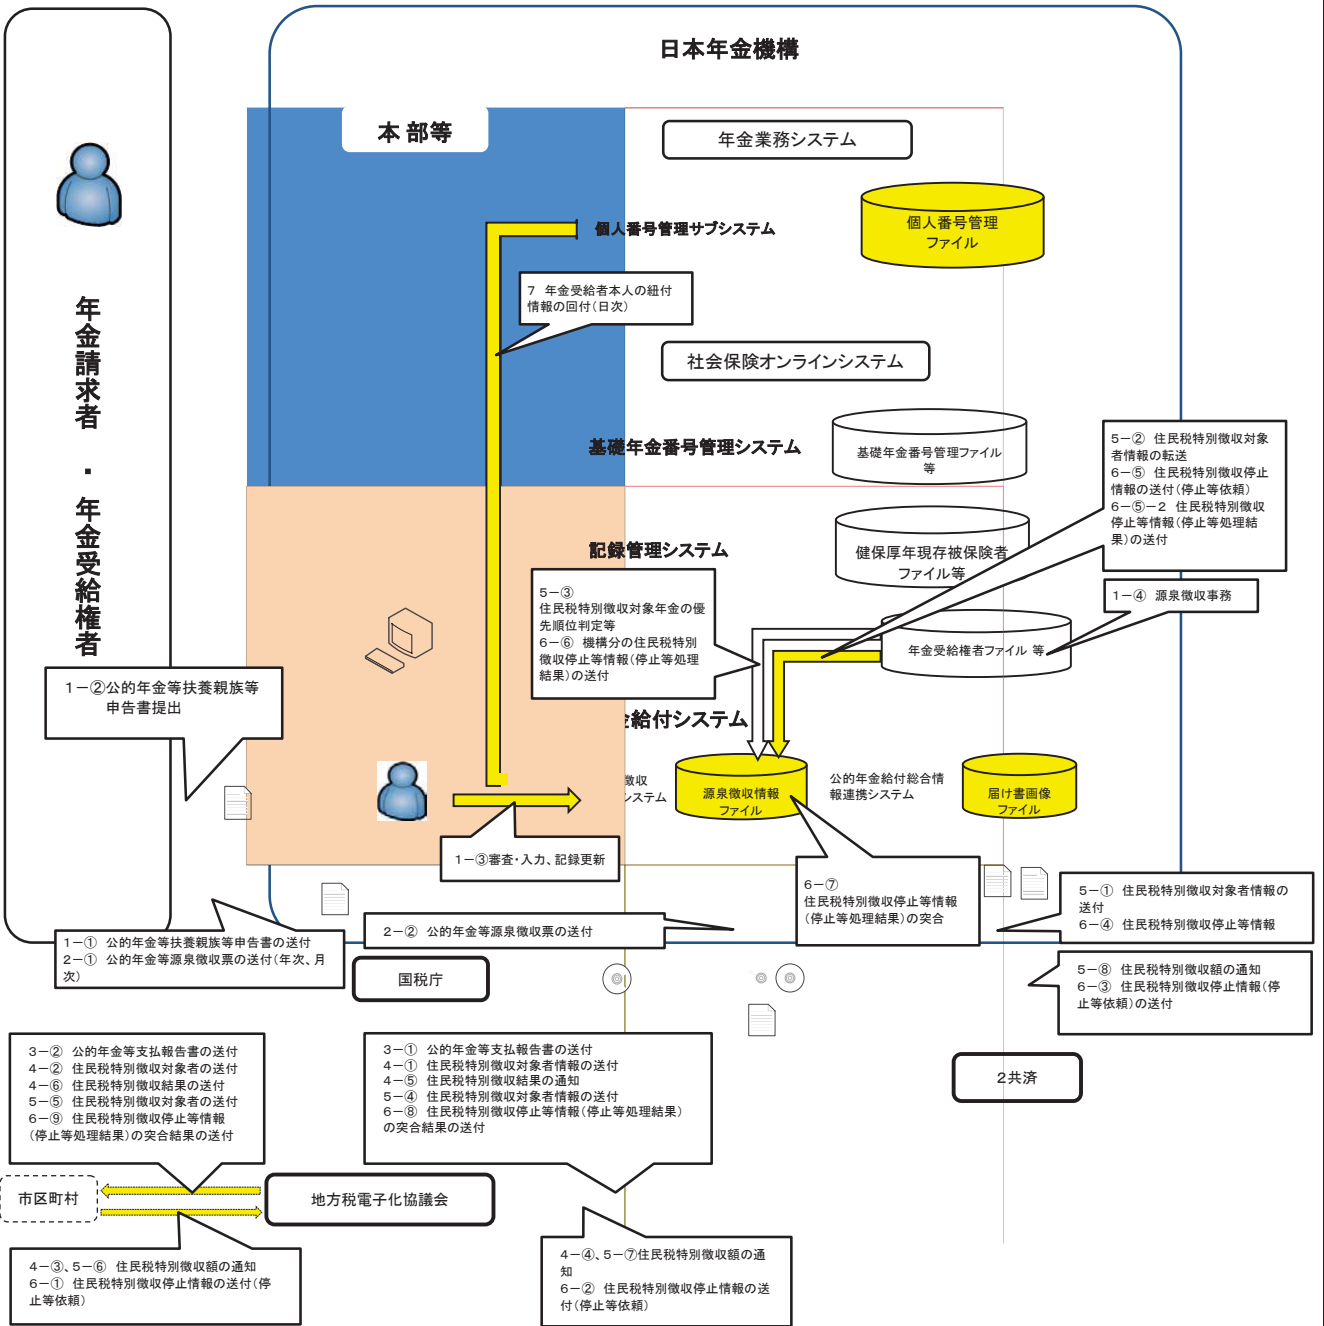 日本年金機構
本部等
年金業務システム
個人番号管理
ファイル
個人番号管理サブシステム
7 年金受給者本人の紐付
情報の回付(日次)
年金請求者・年金受給権者
社会保険オンラインシステム
基礎年金番号管理システム
基礎年金番号管理ファイル
等
5-② 住民税特別徴収対象
者情報の転送
6-⑤ 住民税特別徴収停止
情報の送付(停止等依頼)
6-⑤-2 住民税特別徴収
停止等情報(停止等処理結
果)の送付
記録管理システム
健保厚年現存被保険者
ファイル等
5-③
住民税特別徴収対象年金の優
先順位判定等
6-⑥ 機構分の住民税特別
徴収停止等情報(停止等処理
結果)の送付
1-④ 源泉徴収事務
年金受給権者ファイル 等
1-②公的年金等扶養親族等
申告書提出
金給付システム
徴収
システム
源泉徴収情報
ファイル
公的年金給付総合情
報連携システム
届け書画像
ファイル
1-③審査・入力、記録更新
6-⑦
住民税特別徴収停止等情報
(停止等処理結果)の突合
5-① 住民税特別徴収対象者情報の
送付
6-④ 住民税特別徴収停止等情報
1-① 公的年金等扶養親族等申告書の送付
2-① 公的年金等源泉徴収票の送付(年次、月
次)
2-② 公的年金等源泉徴収票の送付
国税庁
5-⑧ 住民税特別徴収額の通知
6-③ 住民税特別徴収停止情報(停
止等依頼)の送付
3-② 公的年金等支払報告書の送付
4-② 住民税特別徴収対象者の送付
4-⑥ 住民税特別徴収結果の送付
5-⑤ 住民税特別徴収対象者の送付
6-⑨ 住民税特別徴収停止等情報
(停止等処理結果)の突合結果の送付
3-① 公的年金等支払報告書の送付
4-① 住民税特別徴収対象者情報の送付
4-⑤ 住民税特別徴収結果の通知
5-④ 住民税特別徴収対象者情報の送付
6-⑧ 住民税特別徴収停止等情報(停止等処理結果)
の突合結果の送付
2共済
市区町村
地方税電子化協議会
4-③、5-⑥ 住民税特別徴収額の通知
6-① 住民税特別徴収停止情報の送付(停
止等依頼)
4-④、5-⑦住民税特別徴収額の通
知
6-② 住民税特別徴収停止情報の送
付(停止等依頼)